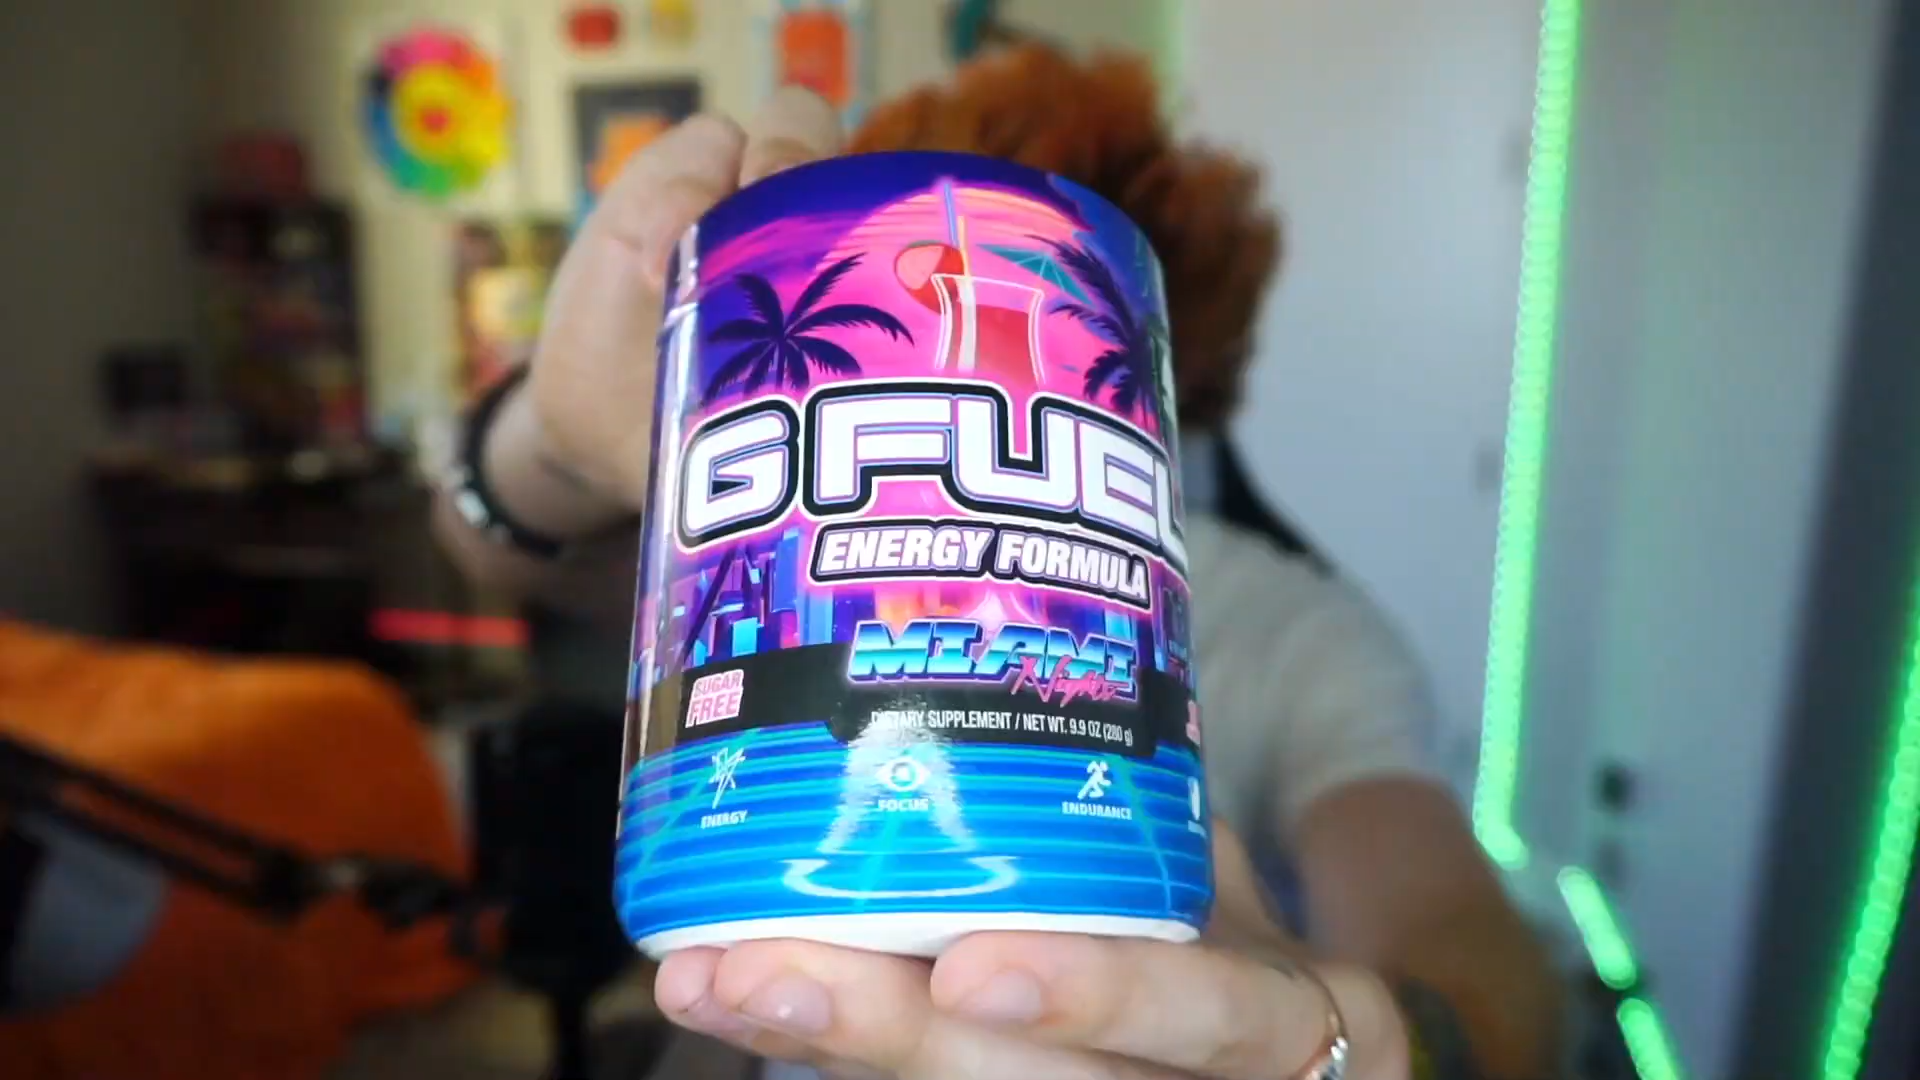 G FUEL
ENERGY FORMULA
MIAMI
Nights
SUGAR
FREE
DIETARY SUPPLEMENT / NET WT. 9.9 OZ (280 g)
ENERGY
FOCUS
ENDURANCE